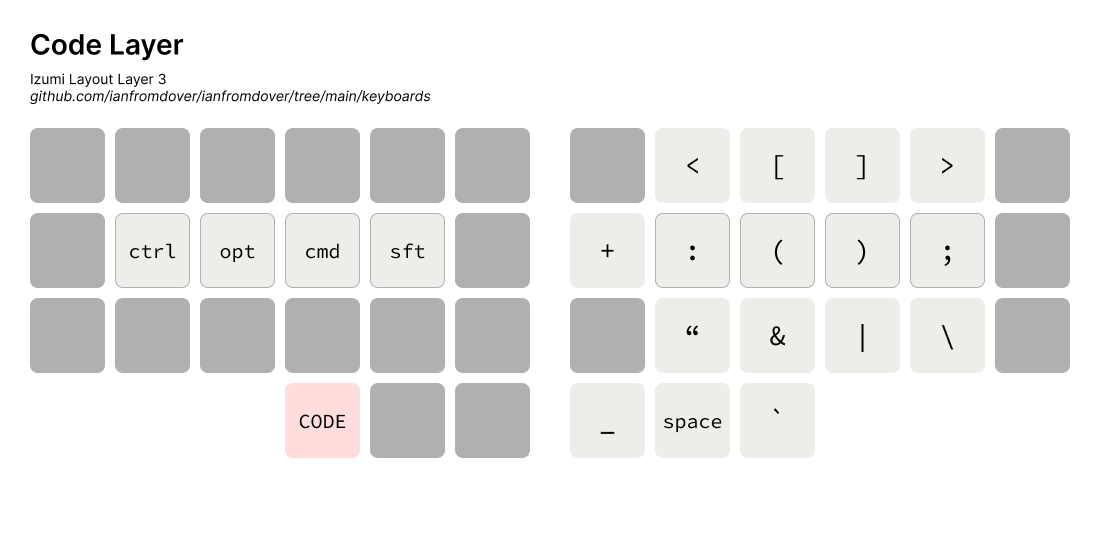 Code Layer
Izumi Layout Layer 3
github.com/ianfromdover/ianfromdover/tree/main/keyboards
< [ ] >
ctrl opt cmd sft + : ( ) ;
“ & | \
CODE _ space `